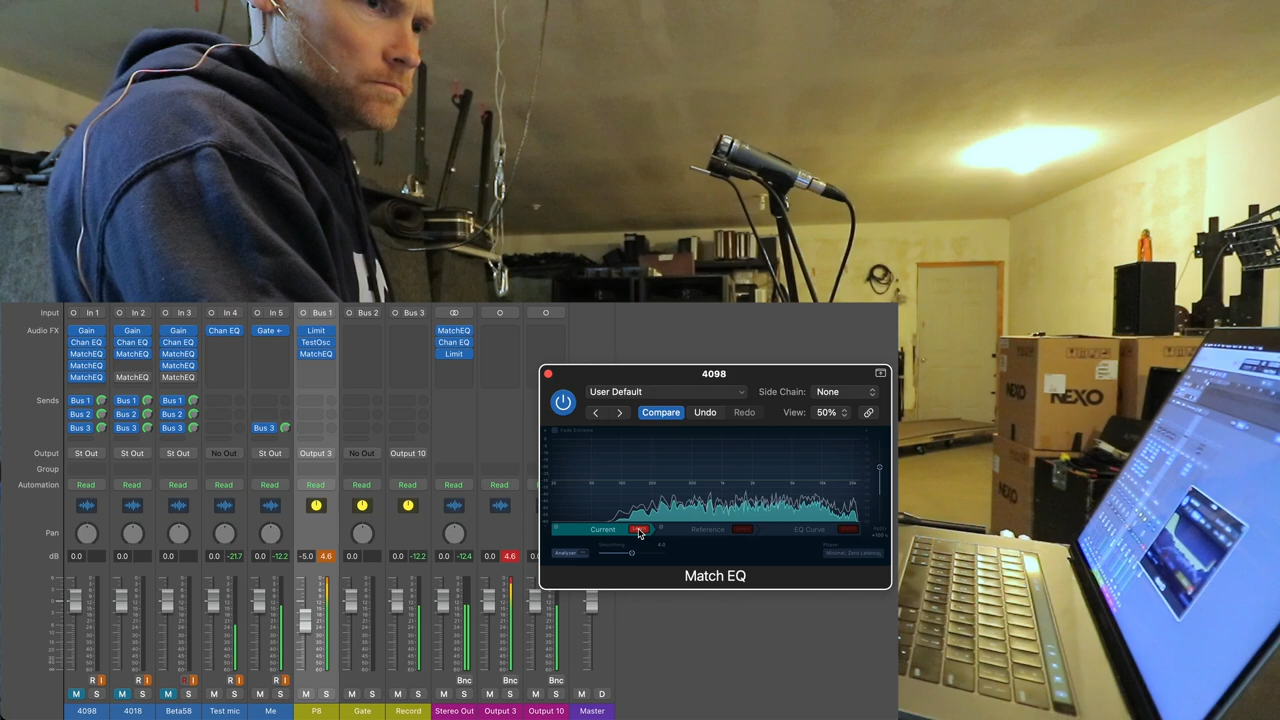 Input In 1 In 2 In 3 In 4 In 5 Bus 1 Bus 2 Bus 3
Audio FX Gain Gain Gain Chan EQ Gate Limit MatchEQ
Chan EQ Chan EQ Chan EQ TestOsc Chan EQ
MatchEQ MatchEQ MatchEQ MatchEQ Limit
MatchEQ MatchEQ
MatchEQ MatchEQ MatchEQ
Sends Bus 1 Bus 1 Bus 1
Bus 2 Bus 2 Bus 2
Bus 3 Bus 3 Bus 3 Bus 3
Output St Out St Out St Out No Out St Out Output 3 No Out Output 10
Group
Automation Read Read Read Read Read Read Read Read Read Read
Pan
dB 0.0 0.0 0.0 0.0 -21.7 0.0 -12.2 -5.0 4.6 0.0 0.0 -12.2 0.0 -12.4 0.0 4.6
R I R I R I R I R I Bnc Bnc Bnc
M S M S M S M S M S M S M S M S M S M S M S M D
4098 4018 Beta58 Test mic Me P8 Gate Record Stereo Out Output 3 Output 10 Master
4098
User Default Side Chain: None
Compare Undo Redo View: 50%
Current Reference EQ Curve
Analyzer 4.0
Match EQ
NEXO
NEXO
NEXO